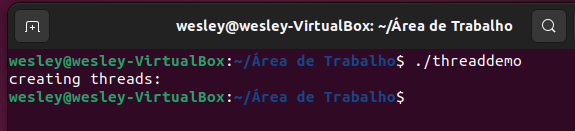 wesley@wesley-VirtualBox: ~/Área de Trabalho
wesley@wesley-VirtualBox:~/Área de Trabalho$ ./threaddemo
creating threads:
wesley@wesley-VirtualBox:~/Área de Trabalho$